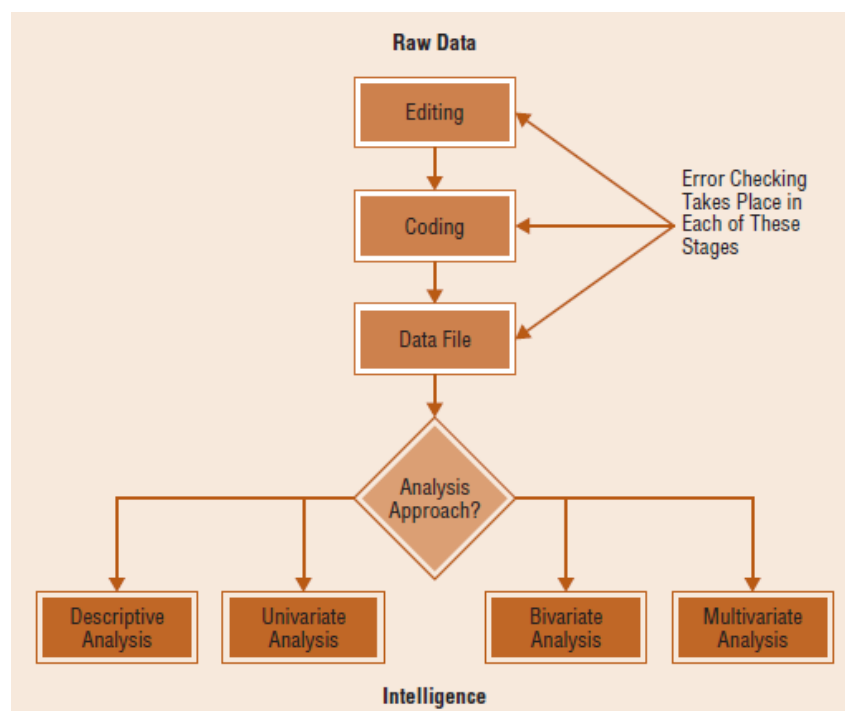 Raw Data
Editing
Error Checking
Takes Place in
Each of These
Stages
Coding
Data File
Analysis
Approach?
Descriptive
Analysis
Univariate
Analysis
Bivariate
Analysis
Multivariate
Analysis
Intelligence